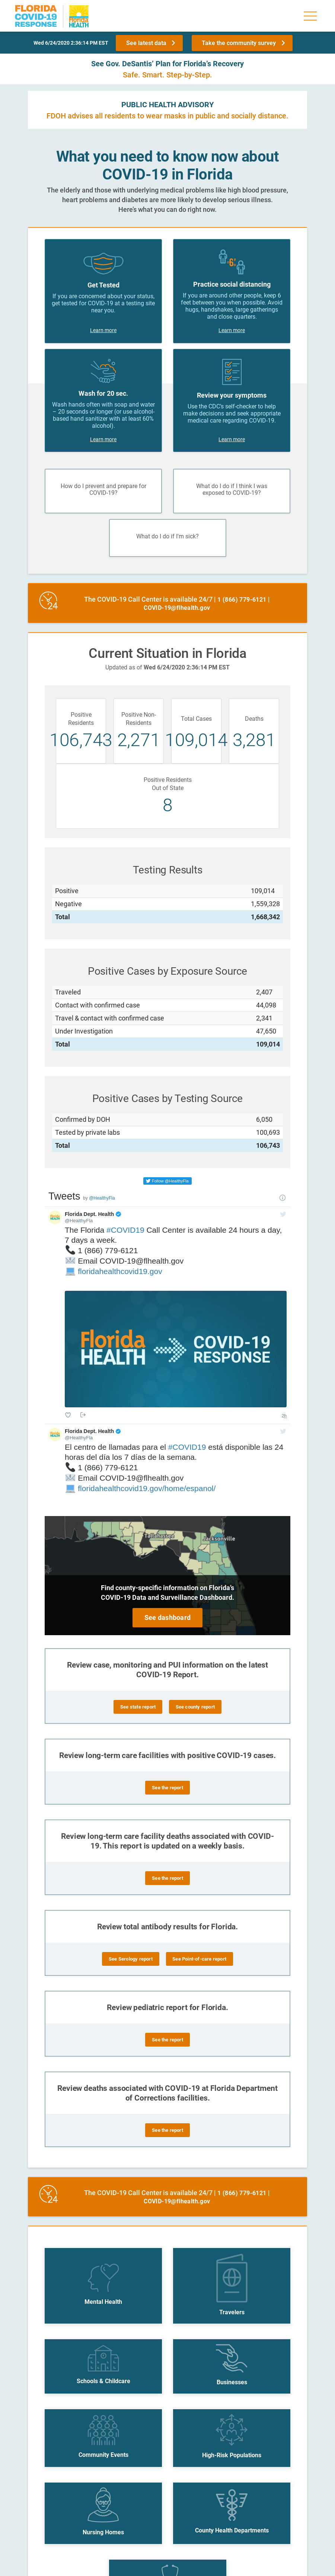 FLORIDA
COVID-19
RESPONSE
Florida
HEALTH
Wed 6/24/2020 2:36:14 PM EST
See latest data
Take the community survey
See Gov. DeSantis' Plan for Florida's Recovery
Safe. Smart. Step-by-Step.
PUBLIC HEALTH ADVISORY
FDOH advises all residents to wear masks in public and socially distance.
What you need to know now about
COVID-19 in Florida
The elderly and those with underlying medical problems like high blood pressure,
heart problems and diabetes are more likely to develop serious illness.
Here's what you can do right now.
Get Tested
If you are concerned about your status,
get tested for COVID-19 at a testing site
near you.
Learn more
6'
Practice social distancing
If you are around other people, keep 6
feet between you when possible. Avoid
hugs, handshakes, large gatherings
and close quarters.
Learn more
Wash for 20 sec.
Wash hands often with soap and water
– 20 seconds or longer (or use alcohol-
based hand sanitizer with at least 60%
alcohol).
Learn more
Review your symptoms
Use the CDC's self-checker to help
make decisions and seek appropriate
medical care regarding COVID-19.
Learn more
How do I prevent and prepare for
COVID-19?
What do I do if I think I was
exposed to COVID-19?
What do I do if I'm sick?
24
The COVID-19 Call Center is available 24/7 | 1 (866) 779-6121 |
COVID-19@flhealth.gov
Current Situation in Florida
Updated as of Wed 6/24/2020 2:36:14 PM EST
Positive
Residents
106,743
Positive Non-
Residents
2,271
Total Cases
109,014
Deaths
3,281
Positive Residents
Out of State
8
Testing Results
Positive 109,014
Negative 1,559,328
Total 1,668,342
Positive Cases by Exposure Source
Traveled 2,407
Contact with confirmed case 44,098
Travel & contact with confirmed case 2,341
Under Investigation 47,650
Total 109,014
Positive Cases by Testing Source
Confirmed by DOH 6,050
Tested by private labs 100,693
Total 106,743
Follow @HealthyFla
Tweets by @HealthyFla
Florida Dept. Health
@HealthyFla
The Florida #COVID19 Call Center is available 24 hours a day,
7 days a week.
1 (866) 779-6121
Email COVID-19@flhealth.gov
floridahealthcovid19.gov
Florida
HEALTH
COVID-19
RESPONSE
7h
Florida Dept. Health
@HealthyFla
El centro de llamadas para el #COVID19 está disponible las 24
horas del día los 7 días de la semana.
1 (866) 779-6121
Email COVID-19@flhealth.gov
floridahealthcovid19.gov/home/espanol/
Tallahassee
Jacksonville
Find county-specific information on Florida's
COVID-19 Data and Surveillance Dashboard.
See dashboard
Review case, monitoring and PUI information on the latest
COVID-19 Report.
See state report
See county report
Review long-term care facilities with positive COVID-19 cases.
See the report
Review long-term care facility deaths associated with COVID-
19. This report is updated on a weekly basis.
See the report
Review total antibody results for Florida.
See Serology report
See Point-of-care report
Review pediatric report for Florida.
See the report
Review deaths associated with COVID-19 at Florida Department
of Corrections facilities.
See the report
24
The COVID-19 Call Center is available 24/7 | 1 (866) 779-6121 |
COVID-19@flhealth.gov
Mental Health
Travelers
Schools & Childcare
Businesses
Community Events
High-Risk Populations
Nursing Homes
County Health Departments